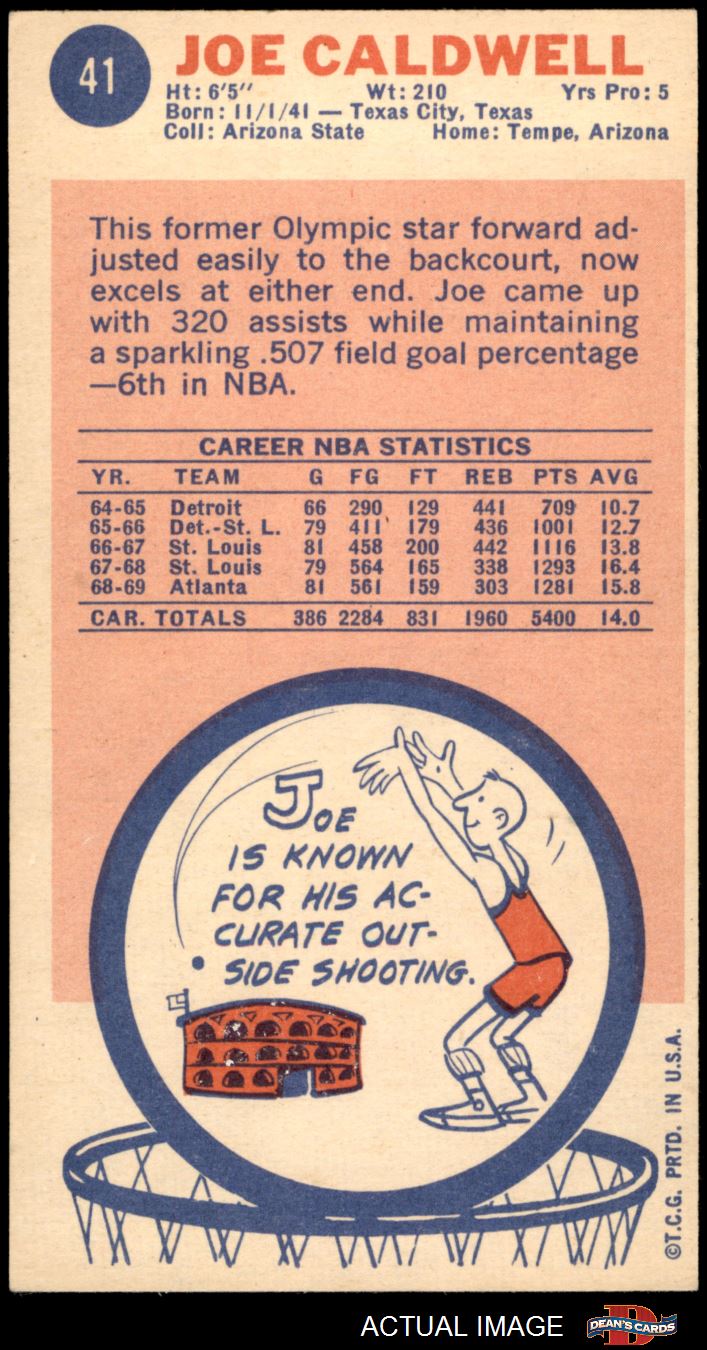 41
JOE CALDWELL
Ht: 6'5" Wt: 210 Yrs Pro: 5
Born: 11/1/41 — Texas City, Texas
Coll: Arizona State Home: Tempe, Arizona
This former Olympic star forward ad-
justed easily to the backcourt, now
excels at either end. Joe came up
with 320 assists while maintaining
a sparkling .507 field goal percentage
—6th in NBA.
CAREER NBA STATISTICS
YR. TEAM G FG FT REB PTS AVG
64-65 Detroit 66 290 129 441 709 10.7
65-66 Det.-St. L. 79 411 179 436 1001 12.7
66-67 St. Louis 81 458 200 442 1116 13.8
67-68 St. Louis 79 564 165 338 1293 16.4
68-69 Atlanta 81 561 159 303 1281 15.8
CAR. TOTALS 386 2284 831 1960 5400 14.0
JOE
IS KNOWN
FOR HIS AC-
CURATE OUT-
SIDE SHOOTING.
©T.C.G. PRTD. IN U.S.A.
ACTUAL IMAGE
D
DEAN'S CARDS